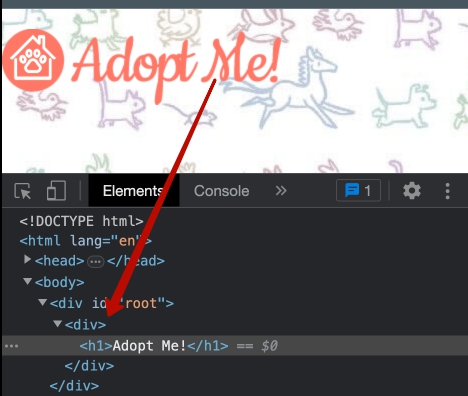 Adopt Me!
Elements Console » 1
<!DOCTYPE html>
<html lang="en">
<head>…</head>
<body>
<div id="root">
<div>
… <h1>Adopt Me!</h1> == $0
</div>
</div>